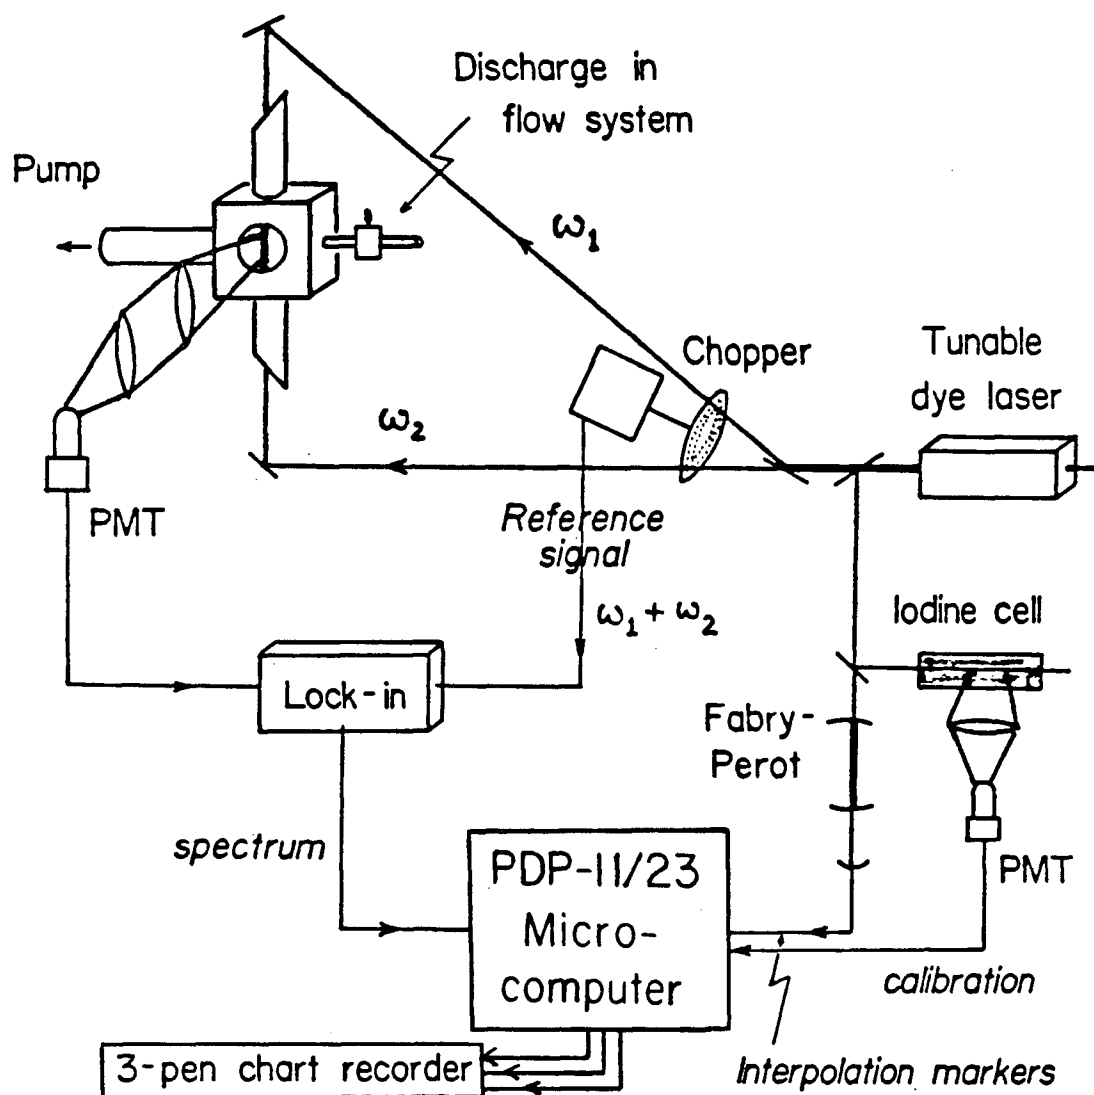 Discharge in
flow system
Pump
ω₁
Chopper
Tunable
dye laser
ω₂
PMT
Reference
signal
ω₁ + ω₂
Iodine cell
Lock-in
Fabry-
Perot
spectrum
PDP-11/23
Micro-
computer
PMT
calibration
3-pen chart recorder
Interpolation markers